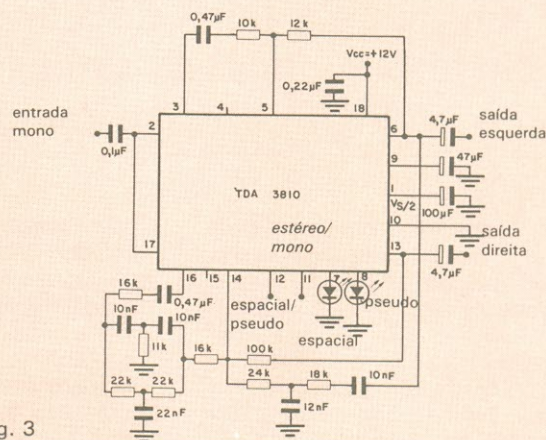 0,47µF
10k
12k
Vcc=+12V
0,22µF
3
4
5
18
entrada
mono
2
0,1µF
6
4,7µF
saída
esquerda
9
47µF
1
Vs/2
100µF
TDA 3810
estéreo/
mono
10
13
saída
direita
4,7µF
17
16
15
14
12
11
7
8
16k
0,47µF
espacial/
pseudo
pseudo
espacial
10nF
10nF
11k
16k
100k
22k
22k
24k
18k
10nF
22nF
12nF
g. 3